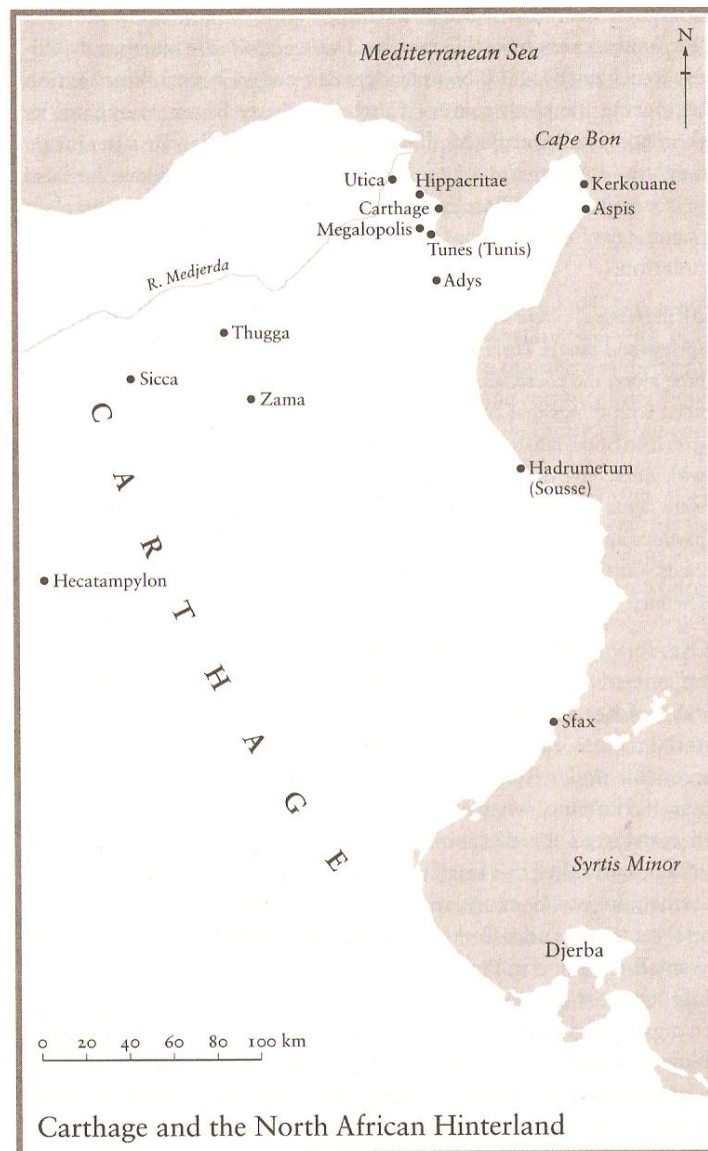 Mediterranean Sea
N
Cape Bon
Utica
Hippacritae
Kerkouane
Carthage
Aspis
Megalopolis
Tunes (Tunis)
R. Medjerda
Adys
Thugga
Sicca
Zama
CARTHAGE
Hadrumetum
(Sousse)
Hecatampylon
Sfax
Syrtis Minor
Djerba
0 20 40 60 80 100 km
Carthage and the North African Hinterland